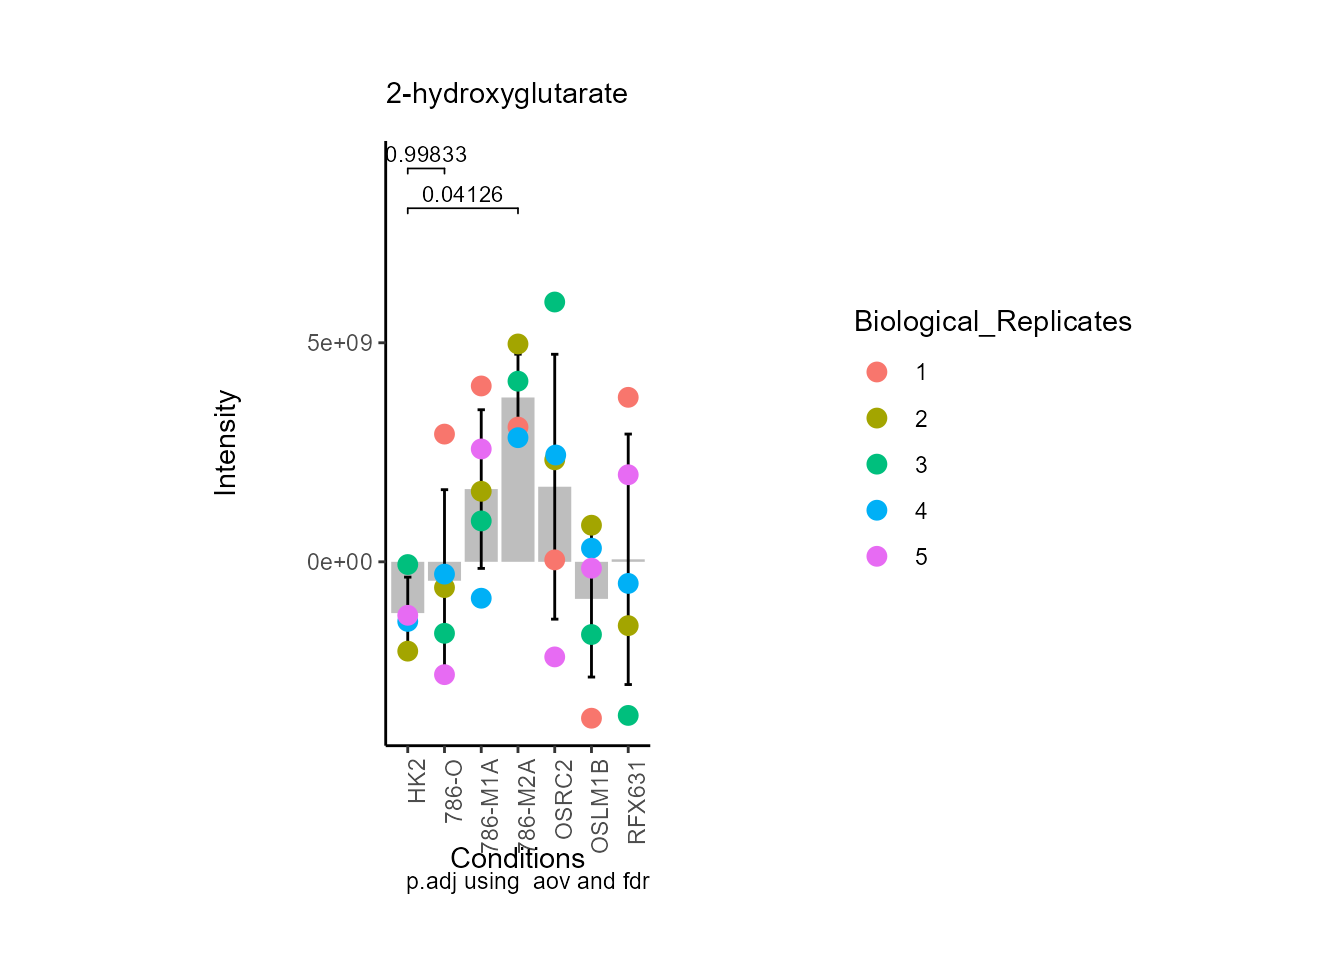 2-hydroxyglutarate
0.99833
0.04126
5e+09
0e+00
Intensity
HK2
786-O
786-M1A
786-M2A
OSRC2
OSLM1B
RFX631
Conditions
p.adj using  aov and fdr
Biological_Replicates
1
2
3
4
5